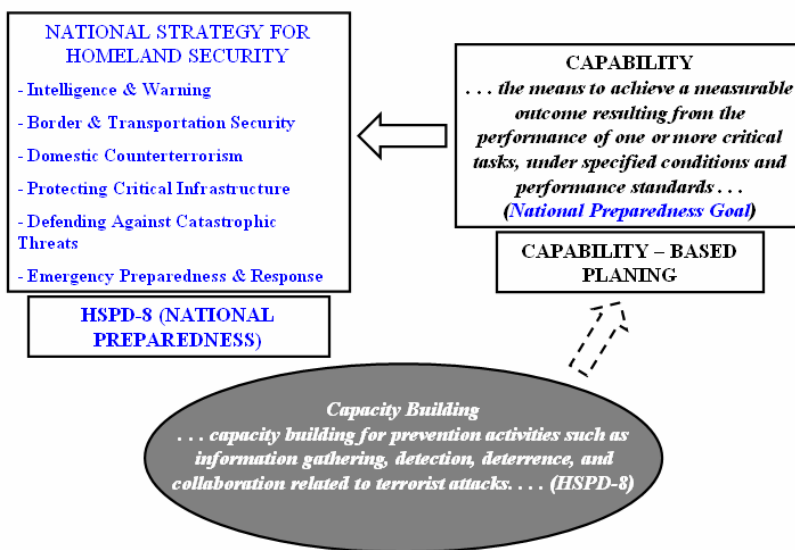 NATIONAL STRATEGY FOR
HOMELAND SECURITY
- Intelligence & Warning
- Border & Transportation Security
- Domestic Counterterrorism
- Protecting Critical Infrastructure
- Defending Against Catastrophic
Threats
- Emergency Preparedness & Response
HSPD-8 (NATIONAL
PREPAREDNESS)
CAPABILITY
. . . the means to achieve a measurable
outcome resulting from the
performance of one or more critical
tasks, under specified conditions and
performance standards . . .
(National Preparedness Goal)
CAPABILITY – BASED
PLANING
Capacity Building
. . . capacity building for prevention activities such as
information gathering, detection, deterrence, and
collaboration related to terrorist attacks. . . . (HSPD-8)